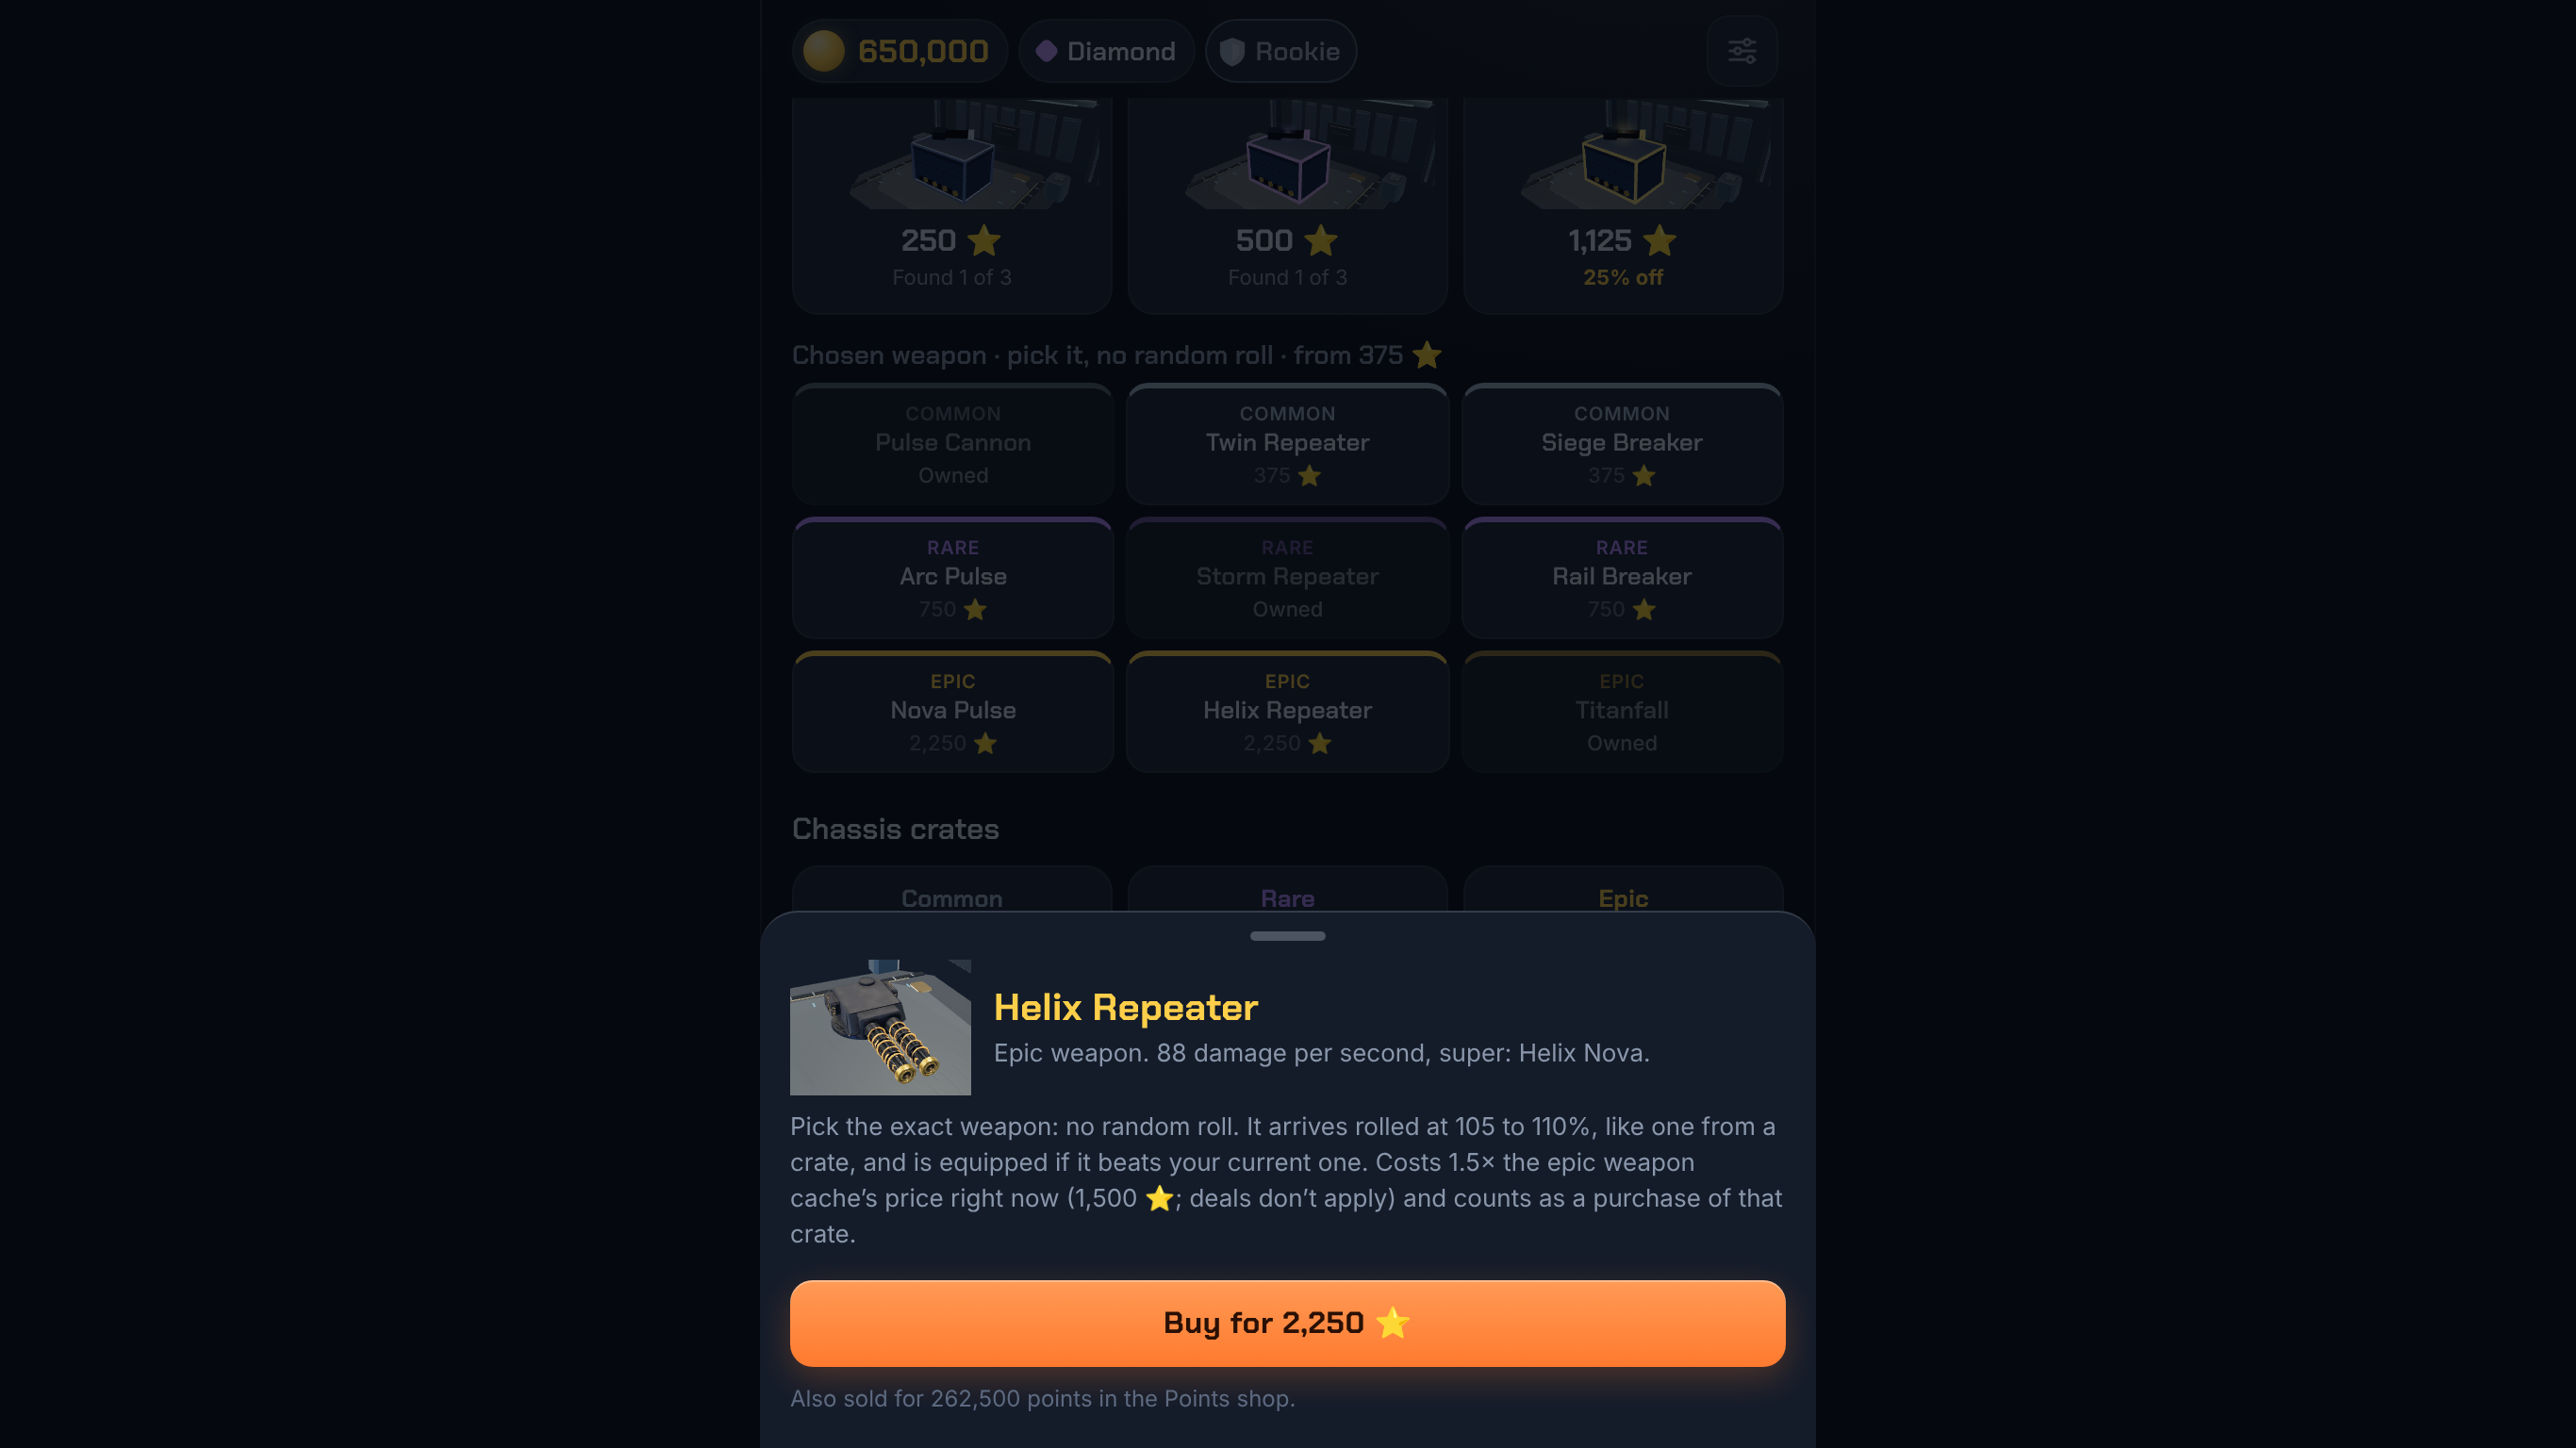 650,000 Diamond Rookie
250 ⭐ 500 ⭐ 1,125 ⭐
Found 1 of 3 Found 1 of 3 25% off
Chosen weapon · pick it, no random roll · from 375 ⭐
COMMON COMMON COMMON
Pulse Cannon Twin Repeater Siege Breaker
Owned 375 ⭐ 375 ⭐
RARE RARE RARE
Arc Pulse Storm Repeater Rail Breaker
750 ⭐ Owned 750 ⭐
EPIC EPIC EPIC
Nova Pulse Helix Repeater Titanfall
2,250 ⭐ 2,250 ⭐ Owned
Chassis crates
Common Rare Epic
Helix Repeater
Epic weapon. 88 damage per second, super: Helix Nova.
Pick the exact weapon: no random roll. It arrives rolled at 105 to 110%, like one from a
crate, and is equipped if it beats your current one. Costs 1.5× the epic weapon
cache’s price right now (1,500 ⭐; deals don’t apply) and counts as a purchase of that
crate.
Buy for 2,250 ⭐
Also sold for 262,500 points in the Points shop.